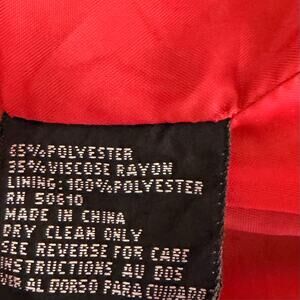 65% POLYESTER
35% VISCOSE RAYON
LINING: 100% POLYESTER
RN 50610
MADE IN CHINA
DRY CLEAN ONLY
SEE REVERSE FOR CARE
INSTRUCTIONS AU DOS
VER AL DORSO PARA CUIDADO